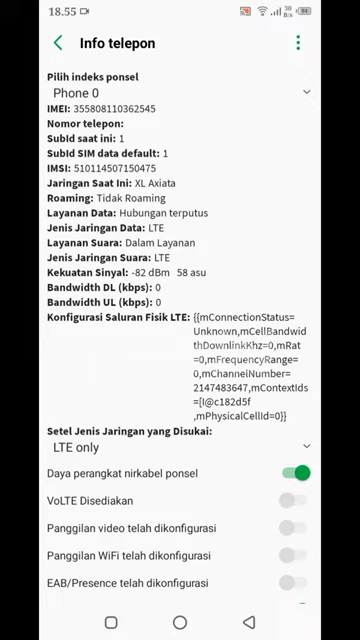 18.55
30
B/s
Info telepon
Pilih indeks ponsel
Phone 0
IMEI: 355808110362545
Nomor telepon:
SubId saat ini: 1
SubId SIM data default: 1
IMSI: 510114507150475
Jaringan Saat Ini: XL Axiata
Roaming: Tidak Roaming
Layanan Data: Hubungan terputus
Jenis Jaringan Data: LTE
Layanan Suara: Dalam Layanan
Jenis Jaringan Suara: LTE
Kekuatan Sinyal: -82 dBm 58 asu
Bandwidth DL (kbps): 0
Bandwidth UL (kbps): 0
Konfigurasi Saluran Fisik LTE: {{mConnectionStatus=
Unknown,mCellBandwid
thDownlinkKhz=0,mRat
=0,mFrequencyRange=
0,mChannelNumber=
2147483647,mContextIds
=[I@c182d5f
,mPhysicalCellId=0}}
Setel Jenis Jaringan yang Disukai:
LTE only
Daya perangkat nirkabel ponsel
VoLTE Disediakan
Panggilan video telah dikonfigurasi
Panggilan WiFi telah dikonfigurasi
EAB/Presence telah dikonfigurasi